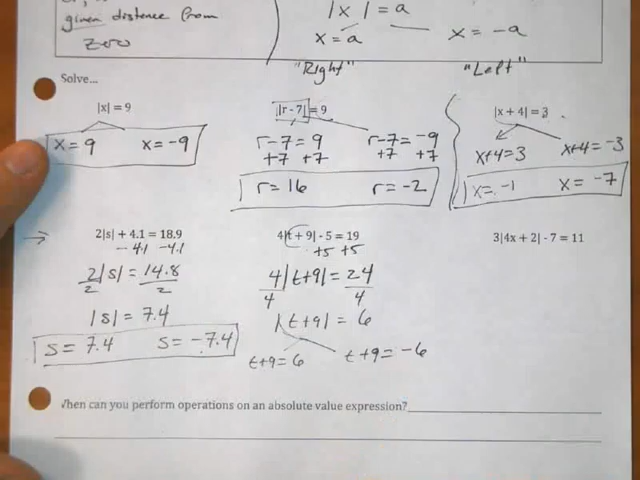 given distance from
zero
|x| = a
x = a
x = -a
"Right"
"Left"
Solve...
|x| = 9
x = 9 x = -9
|r - 7| = 9
r-7 = 9 r-7 = -9
+7 +7 +7 +7
r = 16 r = -2
|x + 4| = 3
x+4 = 3 x+4 = -3
x = -1 x = -7
2|s| + 4.1 = 18.9
-4.1 -4.1
2|s| = 14.8
2 2
|s| = 7.4
s = 7.4 s = -7.4
4|t + 9| - 5 = 19
+5 +5
4|t+9| = 24
4 4
|t+9| = 6
t+9 = 6 t+9 = -6
3|4x + 2| - 7 = 11
When can you perform operations on an absolute value expression?